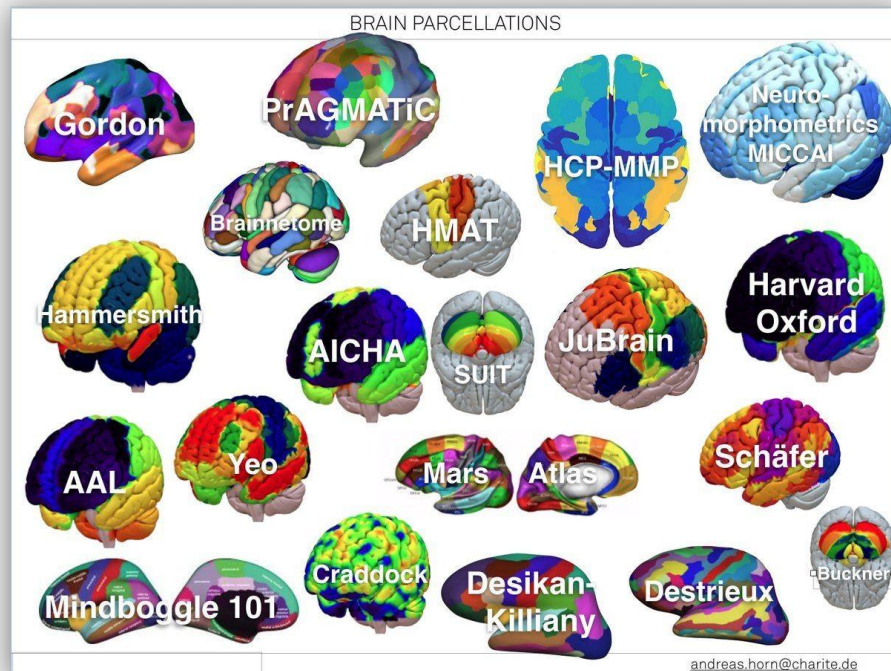 BRAIN PARCELLATIONS
Gordon
PrAGMATiC
HCP-MMP
Neuro-
morphometrics
MICCAI
Brainnetome
HMAT
Hammersmith
AICHA
SUIT
JuBrain
Harvard
Oxford
AAL
Yeo
Mars Atlas
Schäfer
Buckner
Mindboggle 101
Craddock
Desikan-
Killiany
Destrieux
andreas.horn@charite.de